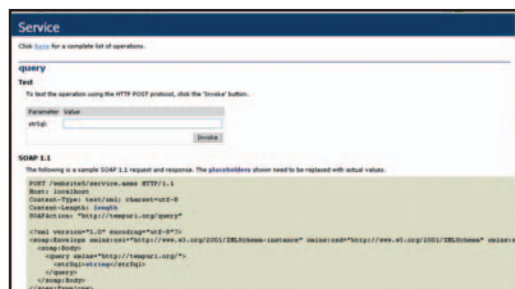 Service
Click here for a complete list of operations.
query
Test
To test the operation using the HTTP POST protocol, click the 'Invoke' button.
Parameter Value
strSql:
Invoke
SOAP 1.1
The following is a sample SOAP 1.1 request and response. The placeholders shown need to be replaced with actual values.
POST /website5/service.asmx HTTP/1.1
Host: localhost
Content-Type: text/xml; charset=utf-8
Content-Length: length
SOAPAction: "http://tempuri.org/query"
<?xml version="1.0" encoding="utf-8"?>
<soap:Envelope xmlns:xsi="http://www.w3.org/2001/XMLSchema-instance" xmlns:xsd="http://www.w3.org/2001/XMLSchema" xmlns:s
<soap:Body>
<query xmlns="http://tempuri.org/">
<strSql>string</strSql>
</query>
</soap:Body>
</soap:Envelope>